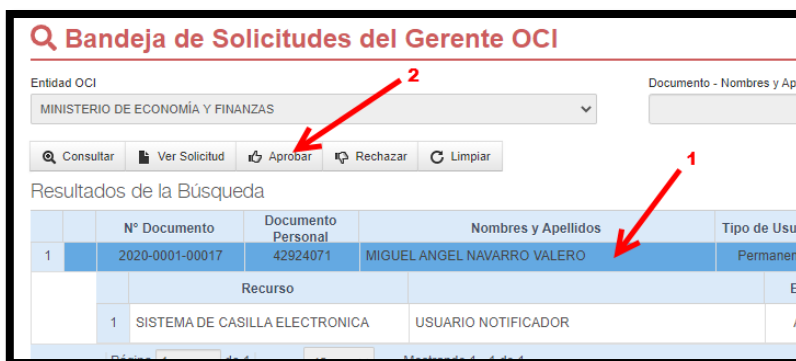 Bandeja de Solicitudes del Gerente OCI
2
Entidad OCI
Documento - Nombres y Ap
MINISTERIO DE ECONOMÍA Y FINANZAS
Consultar Ver Solicitud Aprobar Rechazar Limpiar
1
Resultados de la Búsqueda
N° Documento Documento Personal Nombres y Apellidos Tipo de Usu
1 2020-0001-00017 42924071 MIGUEL ANGEL NAVARRO VALERO Permanen
Recurso E
1 SISTEMA DE CASILLA ELECTRONICA USUARIO NOTIFICADOR